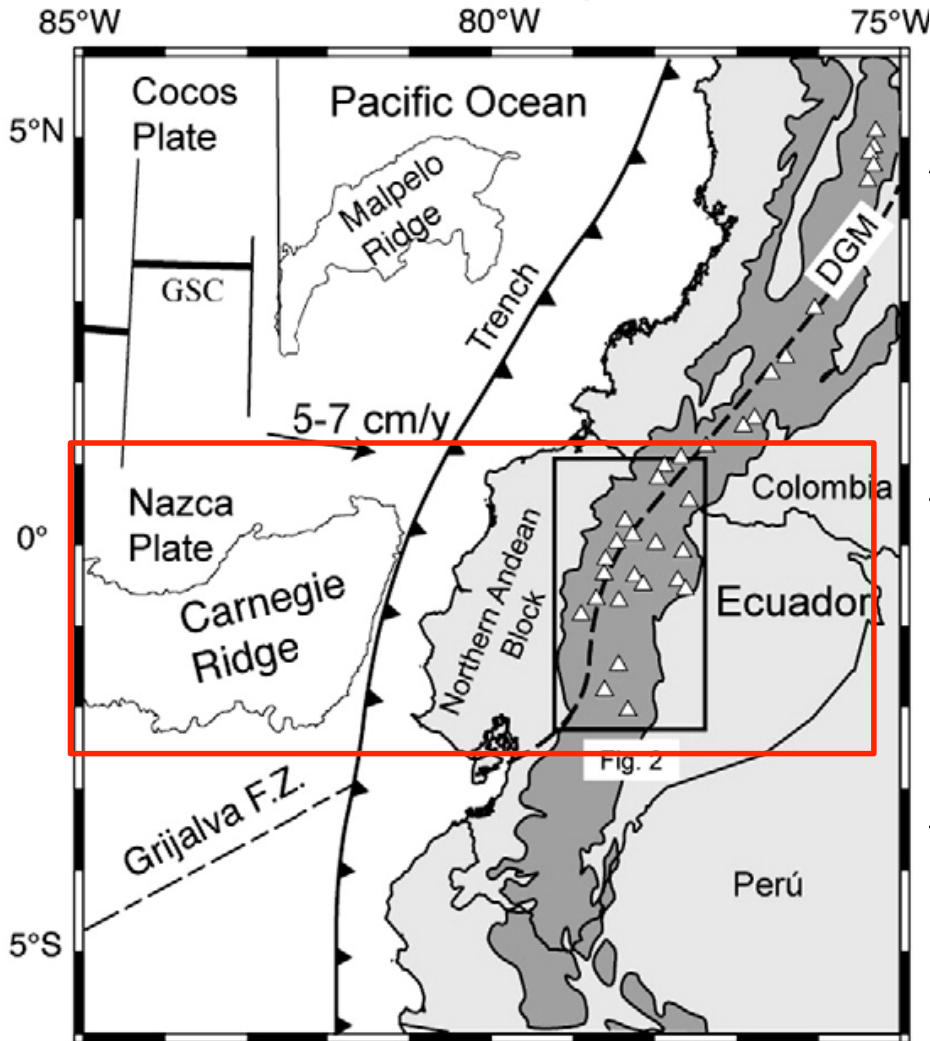 85°W
80°W
75°W
Cocos
Plate
Pacific Ocean
5°N
Malpelo
Ridge
DGM
GSC
Trench
5-7 cm/y
Colombia
Nazca
Plate
0°
Northern Andean
Block
Carnegie
Ridge
Ecuador
Fig. 2
Grijalva F.Z.
Perú
5°S